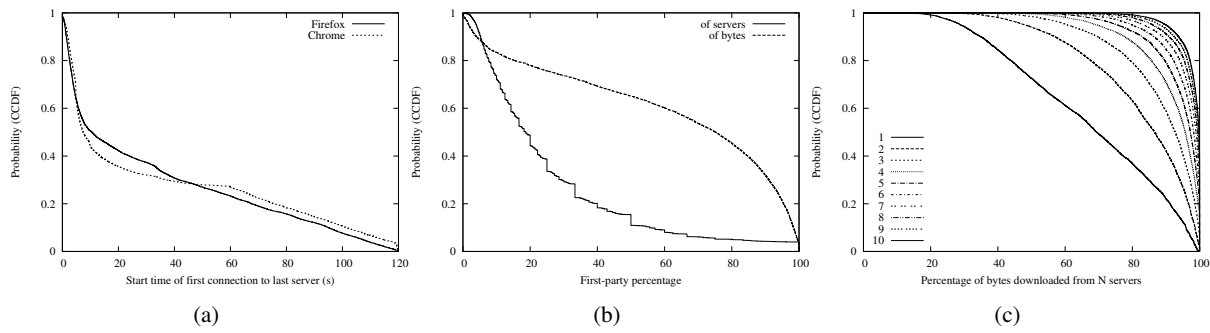 Probability (CCDF)
1
0.8
0.6
0.4
0.2
0
Firefox
Chrome
0 20 40 60 80 100 120
Start time of first connection to last server (s)
(a)
Probability (CCDF)
1
0.8
0.6
0.4
0.2
0
of servers
of bytes
0 20 40 60 80 100
First-party percentage
(b)
Probability (CCDF)
1
0.8
0.6
0.4
0.2
0
1
2
3
4
5
6
7
8
9
10
0 20 40 60 80 100
Percentage of bytes downloaded from N servers
(c)